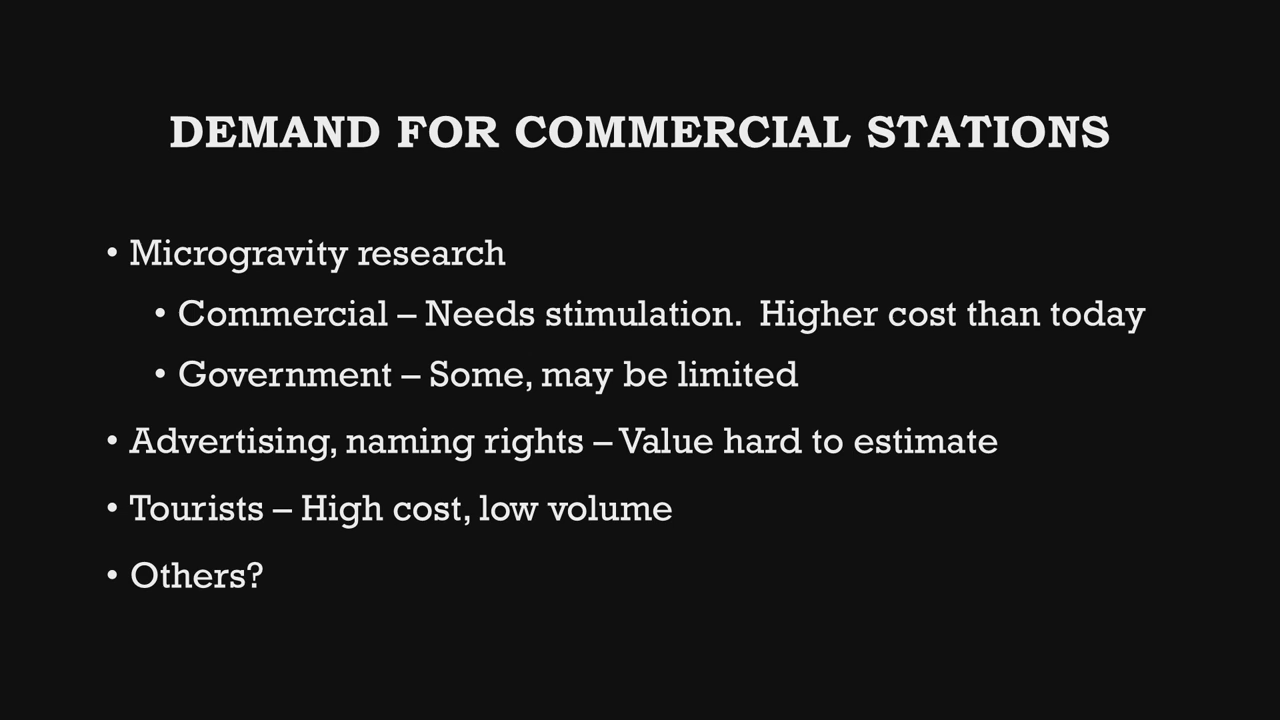 DEMAND FOR COMMERCIAL STATIONS
• Microgravity research
• Commercial – Needs stimulation.  Higher cost than today
• Government – Some, may be limited
• Advertising, naming rights – Value hard to estimate
• Tourists – High cost, low volume
• Others?